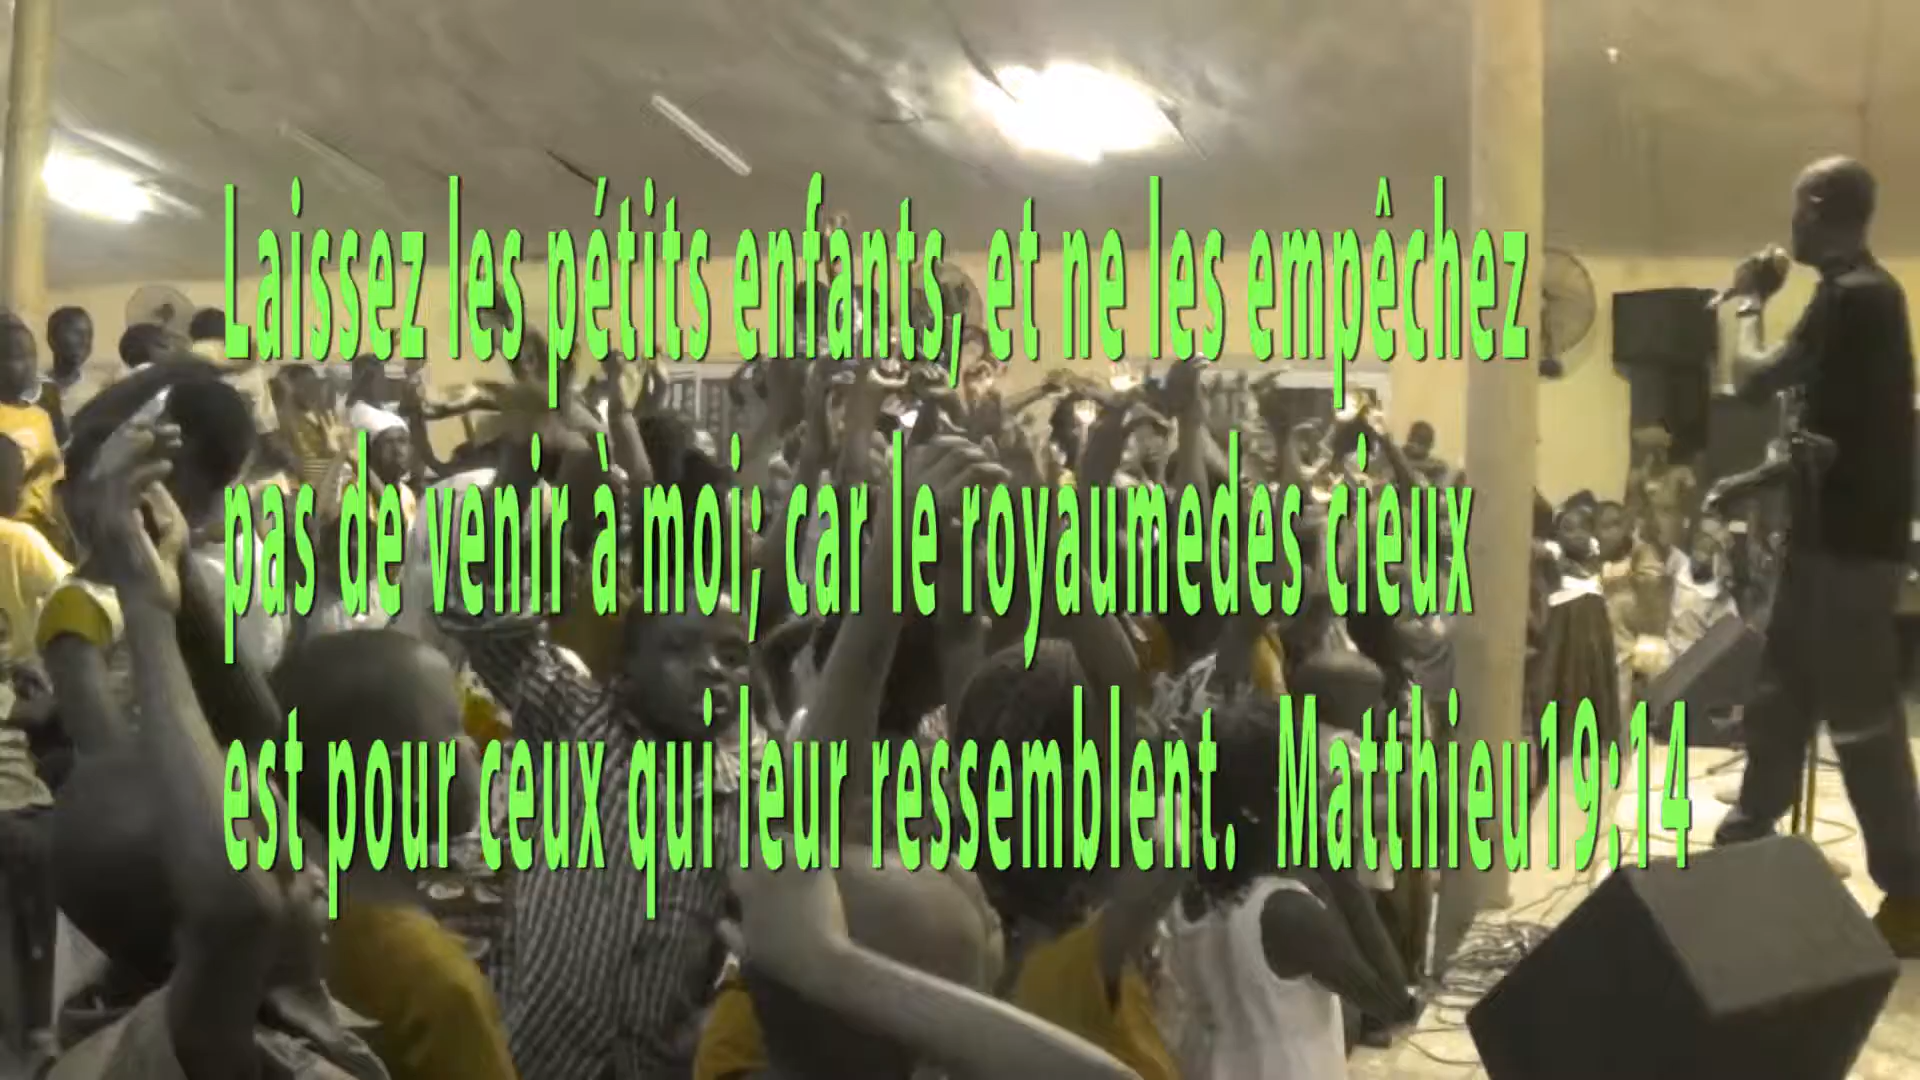 Laissez les pétits enfants, et ne les empêchez
pas de venir à moi; car le royaumedes cieux
est pour ceux qui leur ressemblent. Matthieu19:14